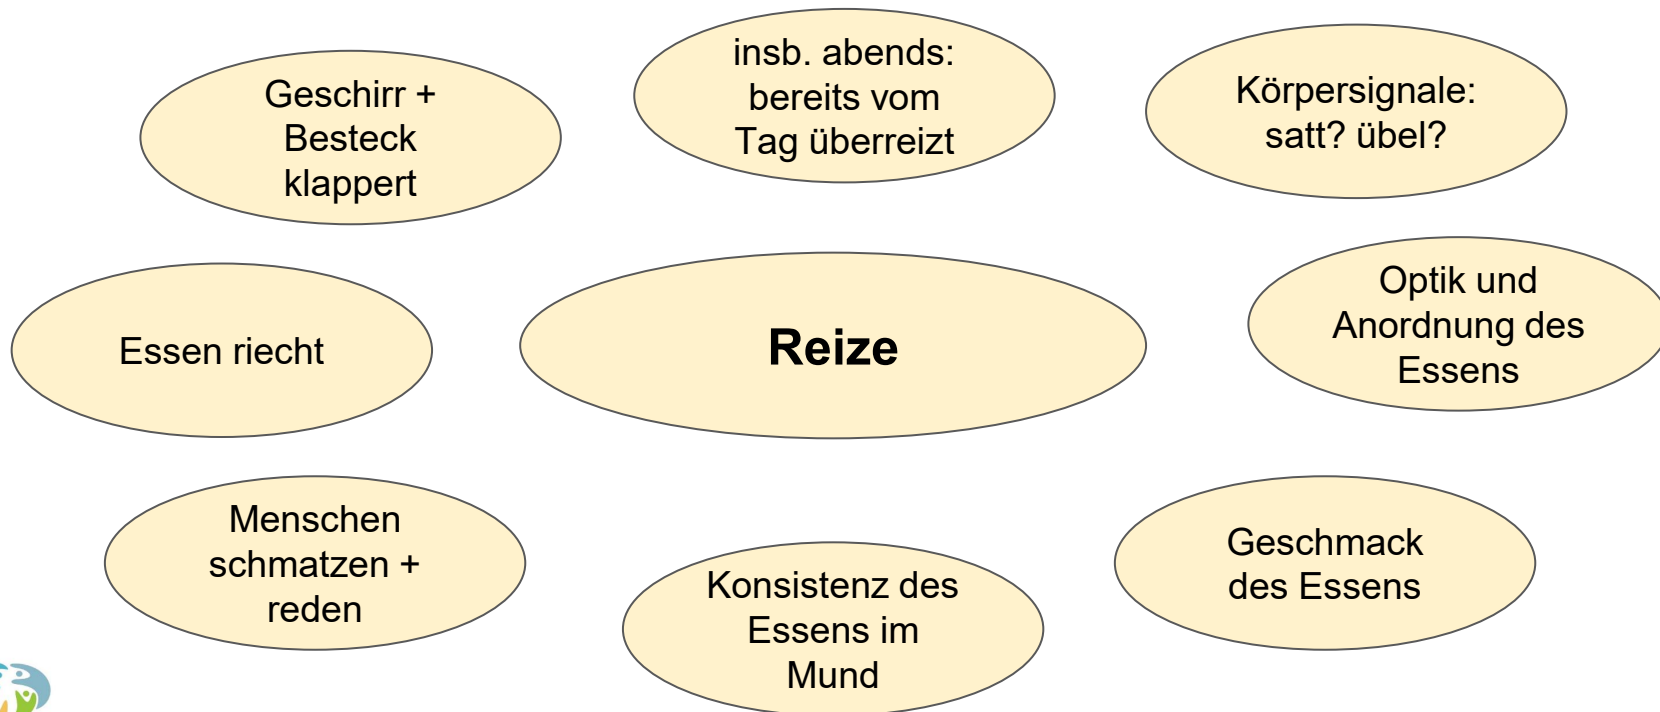 insb. abends:
bereits vom
Tag überreizt
Geschirr +
Besteck
klappert
Körpersignale:
satt? übel?
Essen riecht
Reize
Optik und
Anordnung des
Essens
Menschen
schmatzen +
reden
Konsistenz des
Essens im
Mund
Geschmack
des Essens